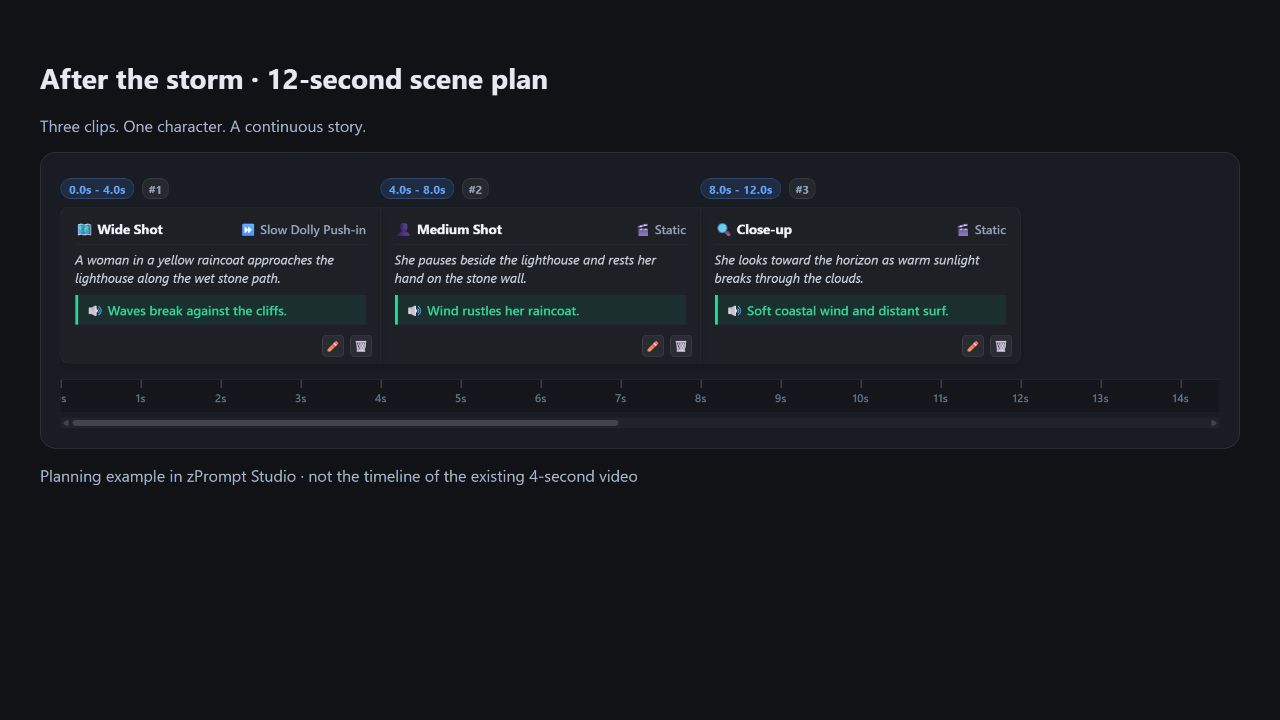 After the storm · 12-second scene plan
Three clips. One character. A continuous story.
0.0s - 4.0s #1
4.0s - 8.0s #2
8.0s - 12.0s #3
Wide Shot Slow Dolly Push-in
A woman in a yellow raincoat approaches the
lighthouse along the wet stone path.
Waves break against the cliffs.
Medium Shot Static
She pauses beside the lighthouse and rests her
hand on the stone wall.
Wind rustles her raincoat.
Close-up Static
She looks toward the horizon as warm sunlight
breaks through the clouds.
Soft coastal wind and distant surf.
s 1s 2s 3s 4s 5s 6s 7s 8s 9s 10s 11s 12s 13s 14s
Planning example in zPrompt Studio · not the timeline of the existing 4-second video